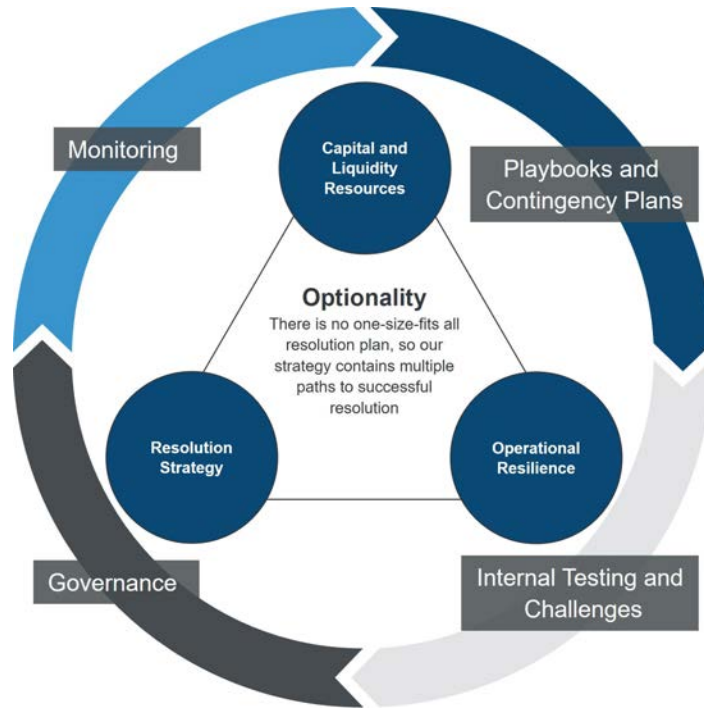 Monitoring
Capital and
Liquidity
Resources
Playbooks and
Contingency Plans
Optionality
There is no one-size-fits all
resolution plan, so our
strategy contains multiple
paths to successful
resolution
Resolution
Strategy
Operational
Resilience
Governance
Internal Testing and
Challenges